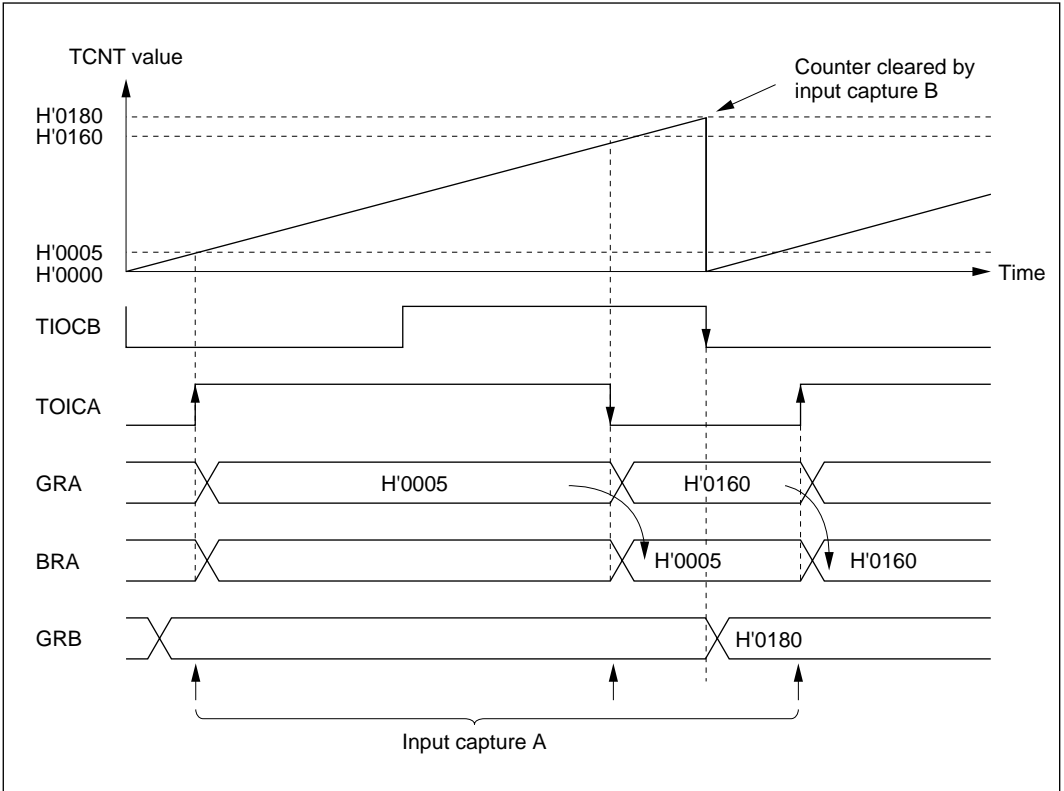 TCNT value
Counter cleared by
input capture B
H'0180
H'0160
H'0005
H'0000
Time
TIOCB
TOICA
GRA
H'0005
H'0160
BRA
H'0005
H'0160
GRB
H'0180
Input capture A